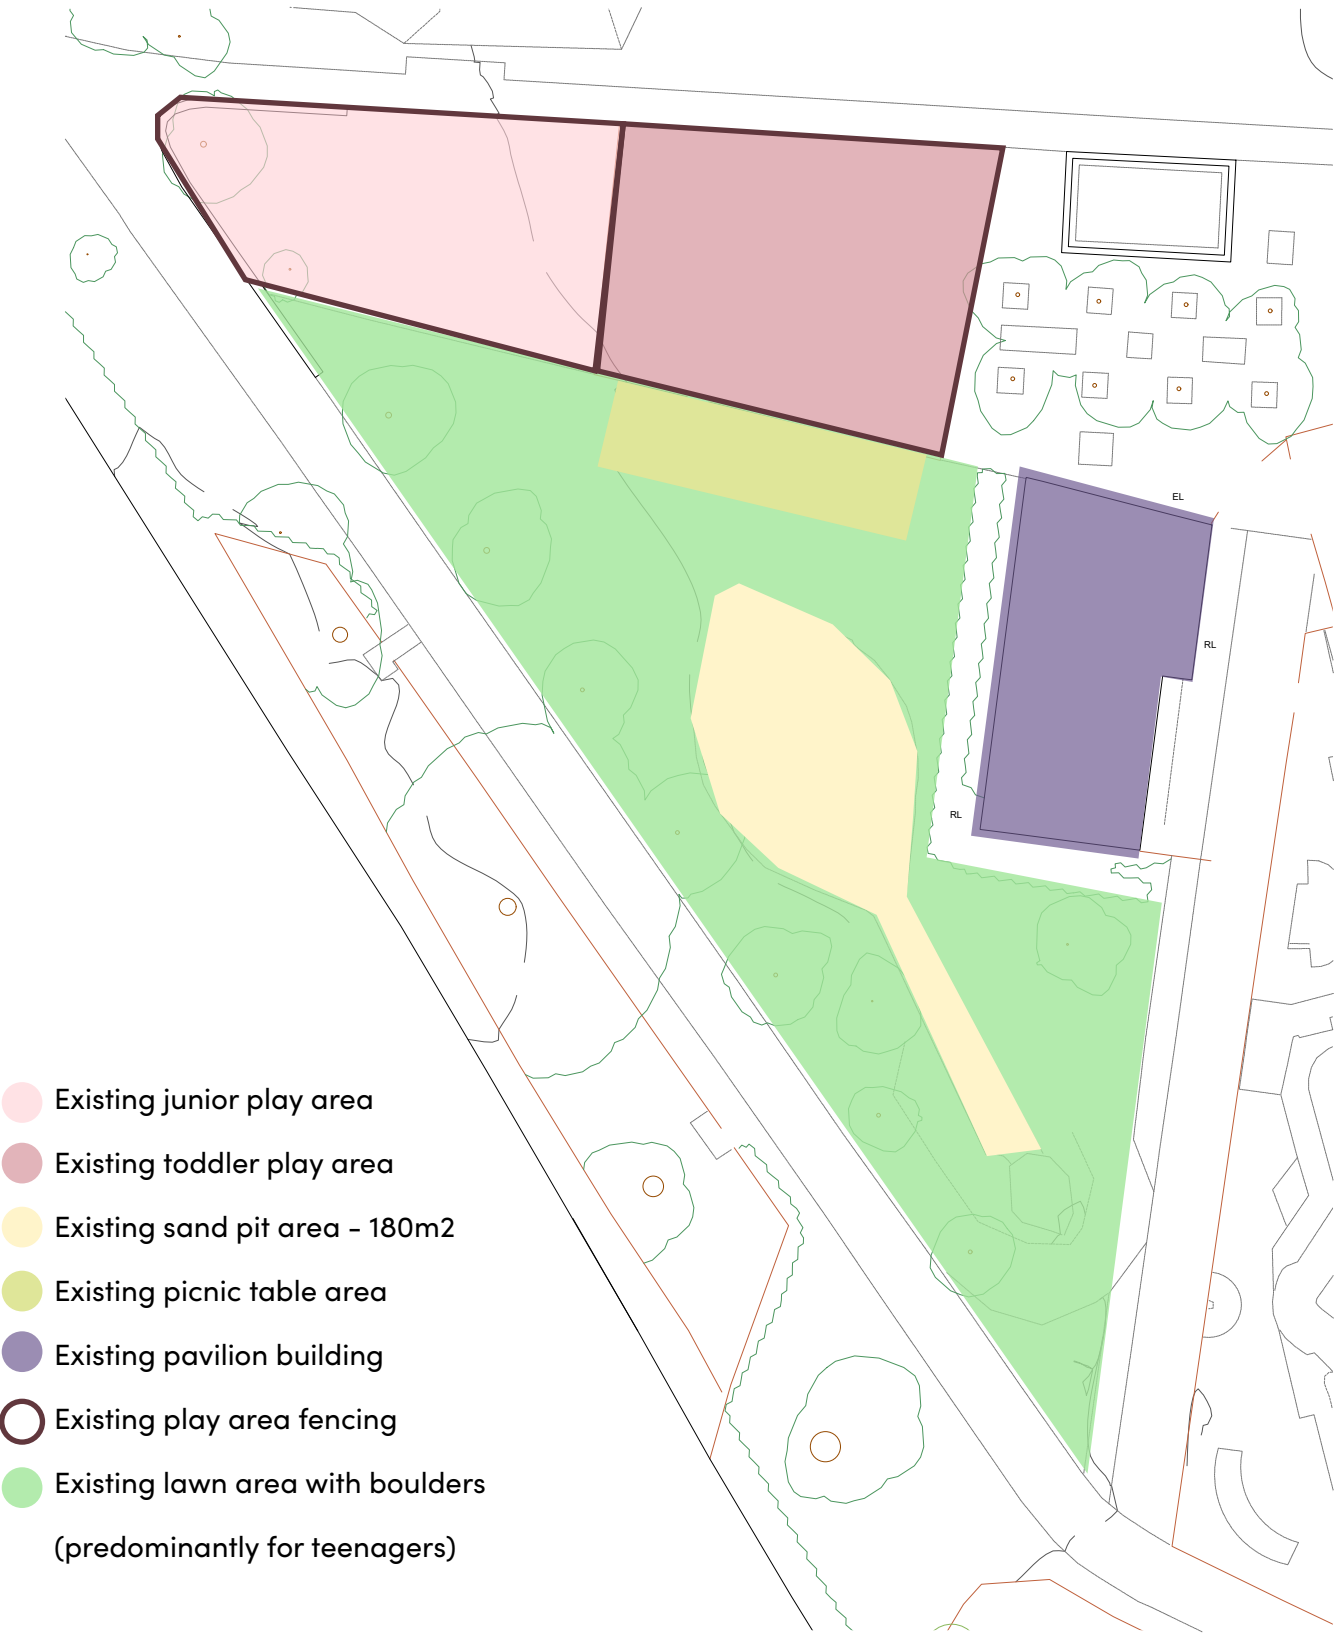 EL
RL
RL
Existing junior play area
Existing toddler play area
Existing sand pit area - 180m2
Existing picnic table area
Existing pavilion building
Existing play area fencing
Existing lawn area with boulders
(predominantly for teenagers)